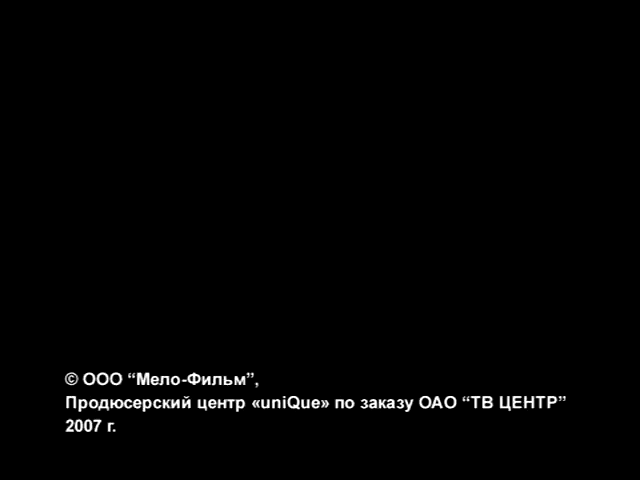 © ООО “Мело-Фильм”,
Продюсерский центр «uniQue» по заказу ОАО “ТВ ЦЕНТР”
2007 г.